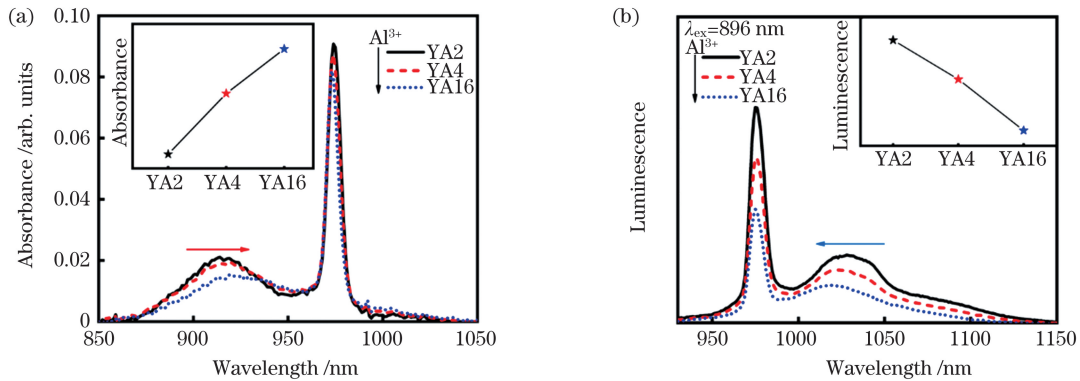 (a)
0.10
0.08
0.06
0.04
0.02
0
Absorbance /arb. units
Absorbance
YA2 YA4 YA16
Al³⁺
YA2
YA4
YA16
850 900 950 1000 1050
Wavelength /nm
(b)
λex=896 nm
Al³⁺
YA2
YA4
YA16
Luminescence
Luminescence
YA2 YA4 YA16
950 1000 1050 1100 1150
Wavelength /nm